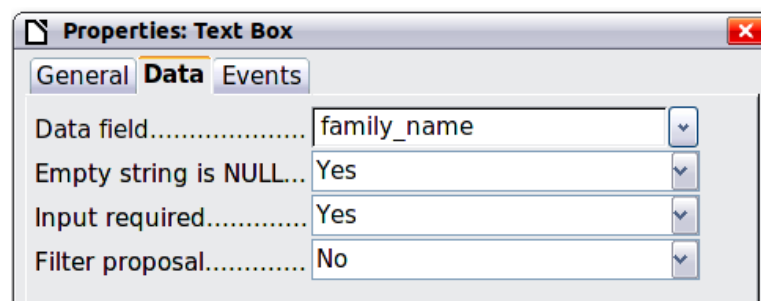 Properties: Text Box
General Data Events
Data field..................... family_name
Empty string is NULL... Yes
Input required............. Yes
Filter proposal............. No